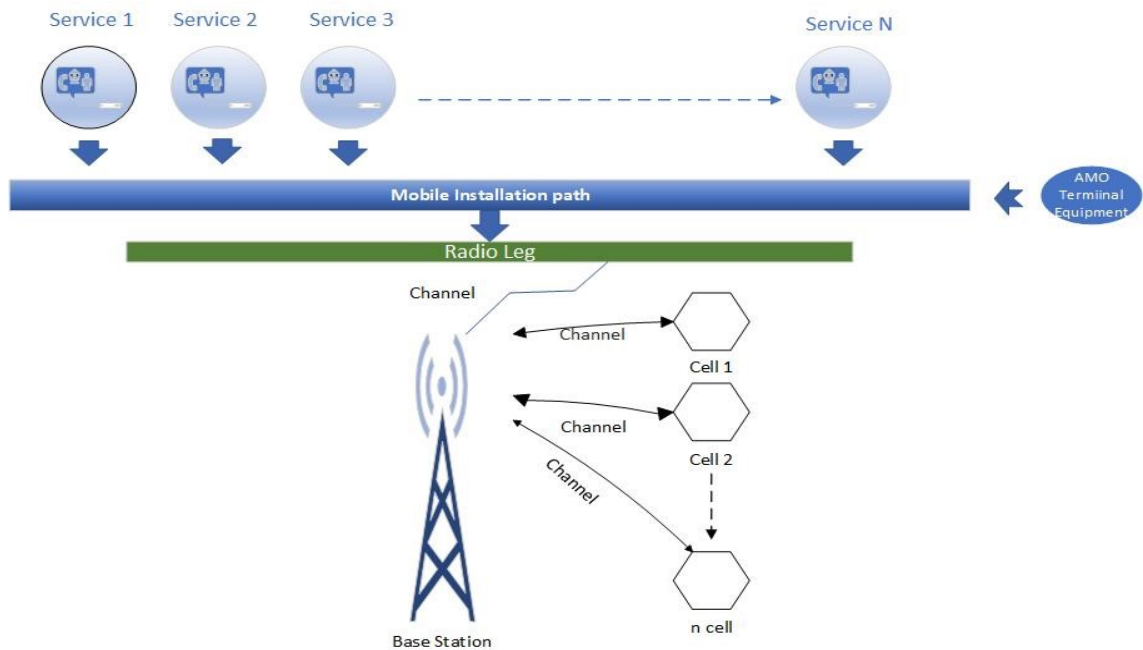 Service 1
Service 2
Service 3
Service N
Mobile Installation path
AMO
Termiinal
Equipment
Radio Leg
Channel
Channel
Cell 1
Channel
Cell 2
Channel
n cell
Base Station